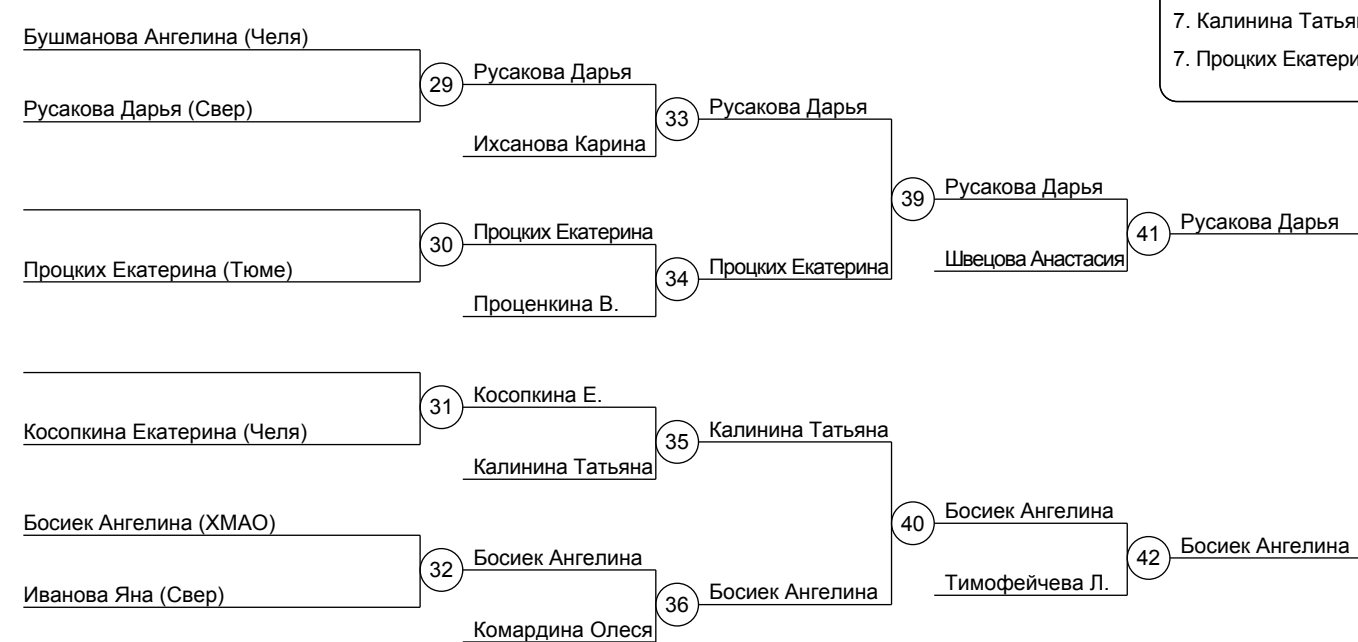 7. Калинина Татья
Бушманова Ангелина (Челя)
7. Процких Екатери
29
Русакова Дарья
Русакова Дарья (Свер)
33
Русакова Дарья
Ихсанова Карина
39
Русакова Дарья
Процких Екатерина
30
41
Русакова Дарья
Швецова Анастасия
Процких Екатерина (Тюме)
34
Процких Екатерина
Проценкина В.
31
Косопкина Е.
Косопкина Екатерина (Челя)
35
Калинина Татьяна
Калинина Татьяна
Босиек Ангелина (ХМАО)
40
Босиек Ангелина
32
Босиек Ангелина
42
Босиек Ангелина
Тимофейчева Л.
Иванова Яна (Свер)
36
Босиек Ангелина
Комардина Олеся